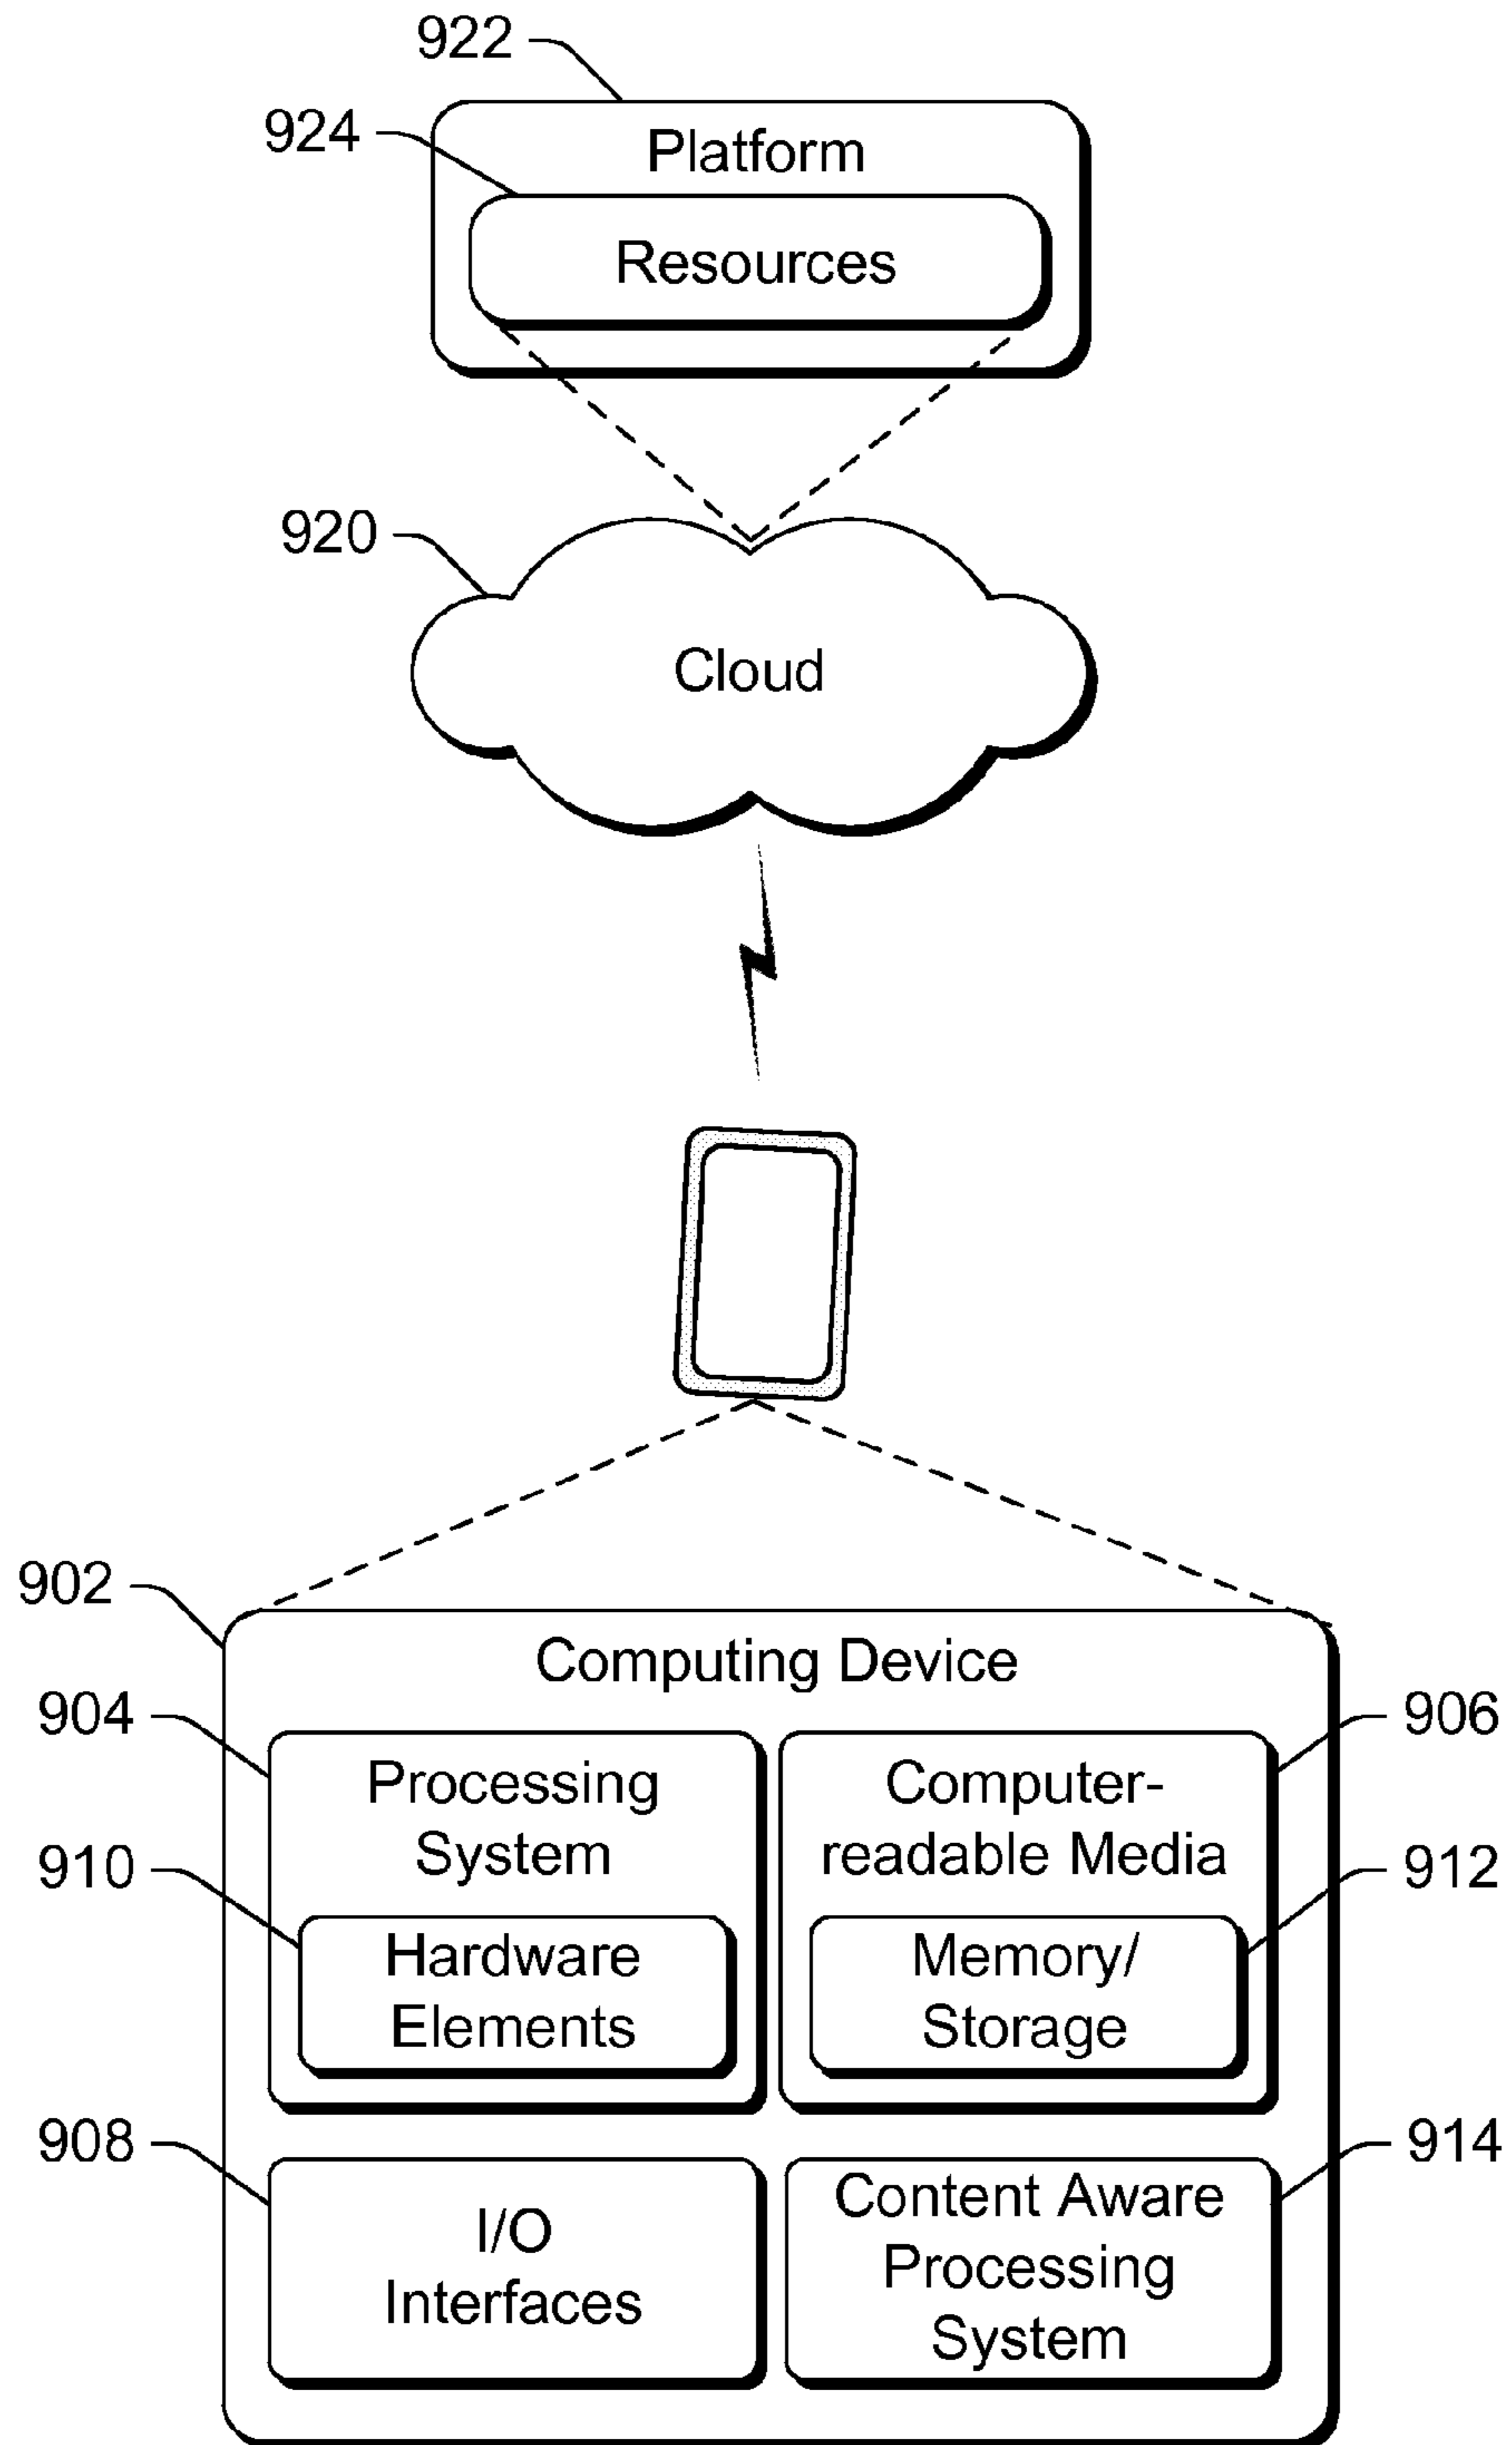 922
924
Platform
Resources
920
Cloud
902
Computing Device
904
906
Processing
System
Computer-
readable Media
910
912
Hardware
Elements
Memory/
Storage
908
914
I/O
Interfaces
Content Aware
Processing
System